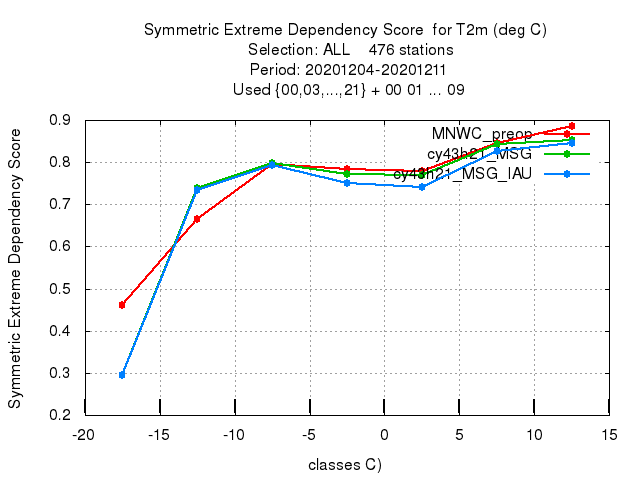 Symmetric Extreme Dependency Score for T2m (deg C)
Selection: ALL 476 stations
Period: 20201204-20201211
Used {00,03,...,21} + 00 01 ... 09
Symmetric Extreme Dependency Score
0.9
0.8
0.7
0.6
0.5
0.4
0.3
0.2
MNWC_preop
cy43h21_MSG
cy43h21_MSG_IAU
-20 -15 -10 -5 0 5 10 15
classes C)